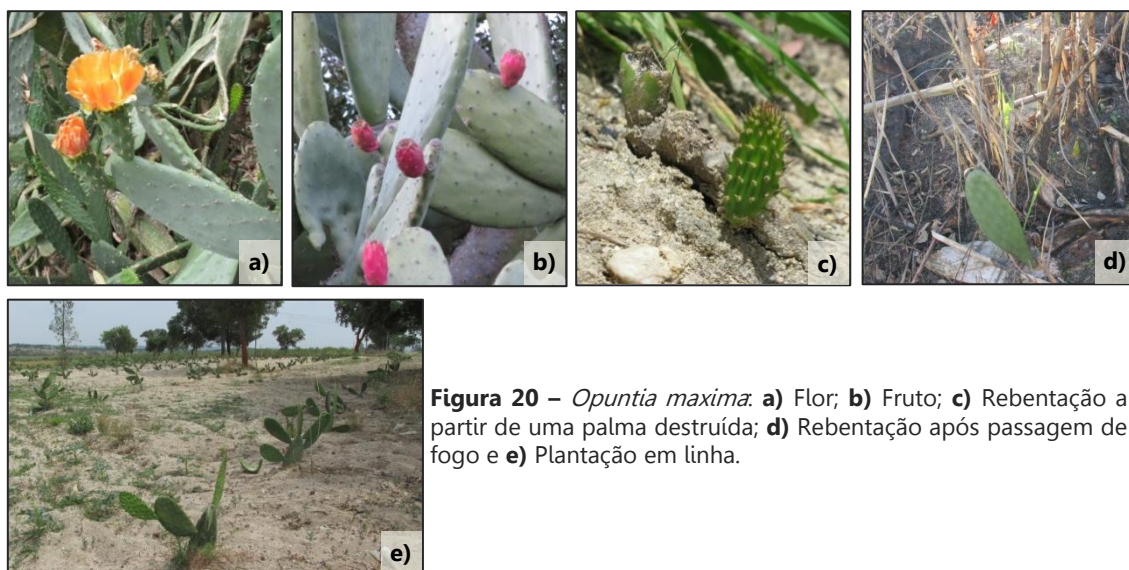 a)
b)
c)
d)
e)
Figura 20 – Opuntia maxima: a) Flor; b) Fruto; c) Rebentação a
partir de uma palma destruída; d) Rebentação após passagem de
fogo e e) Plantação em linha.